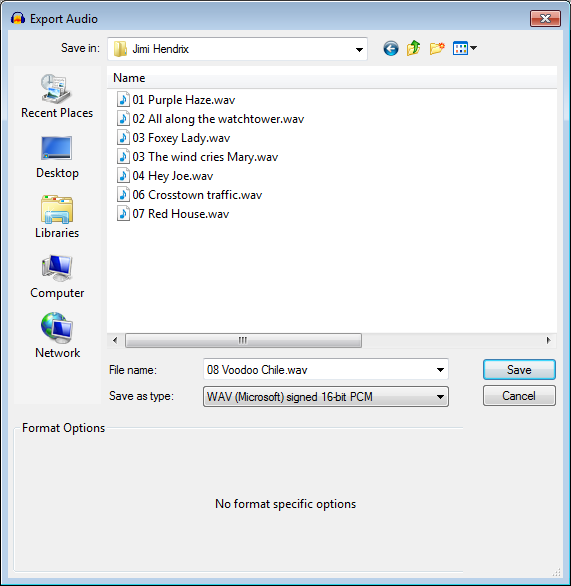 Export Audio
Save in: Jimi Hendrix
Name
01 Purple Haze.wav
02 All along the watchtower.wav
03 Foxey Lady.wav
03 The wind cries Mary.wav
04 Hey Joe.wav
06 Crosstown traffic.wav
07 Red House.wav
Recent Places
Desktop
Libraries
Computer
Network
File name: 08 Voodoo Chile.wav Save
Save as type: WAV (Microsoft) signed 16-bit PCM Cancel
Format Options
No format specific options